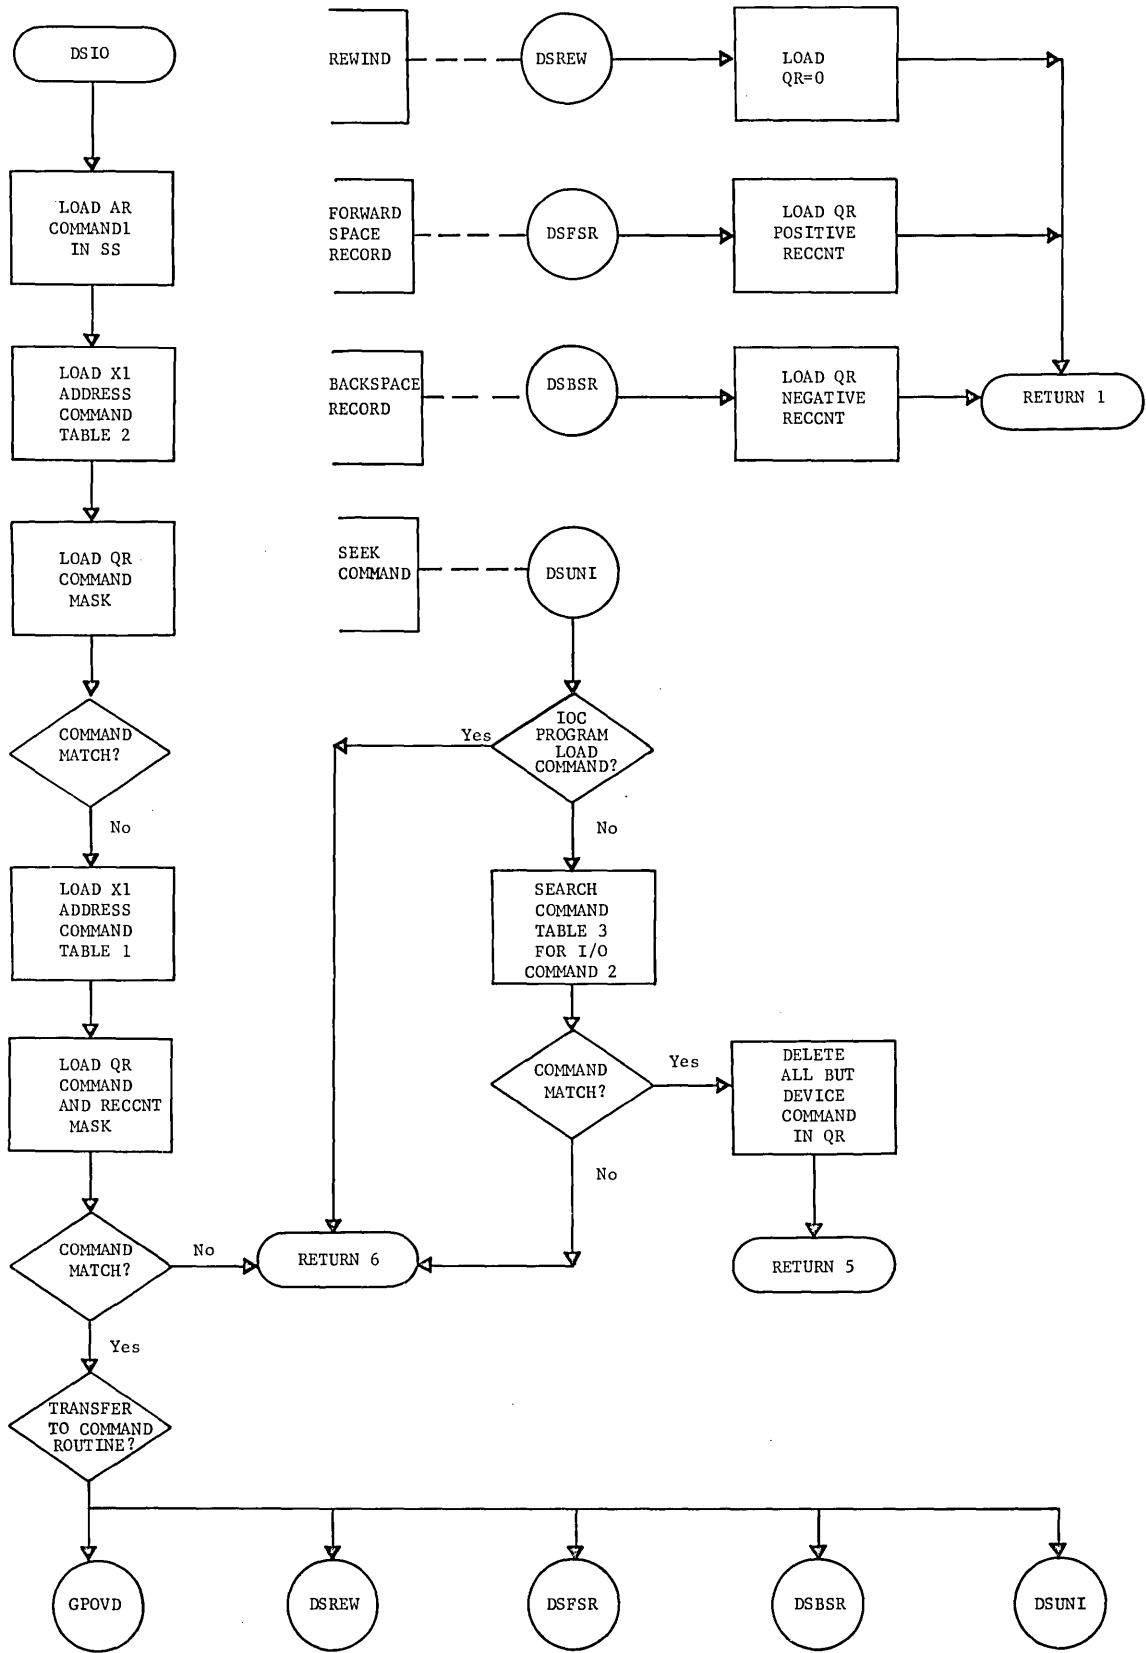 DSIO
LOAD AR
COMMAND1
IN SS
LOAD X1
ADDRESS
COMMAND
TABLE 2
LOAD QR
COMMAND
MASK
COMMAND
MATCH?
No
LOAD X1
ADDRESS
COMMAND
TABLE 1
LOAD QR
COMMAND
AND RECCNT
MASK
COMMAND
MATCH?
No
Yes
TRANSFER
TO COMMAND
ROUTINE?
REWIND
DSREW
LOAD
QR=0
FORWARD
SPACE
RECORD
DSFSR
LOAD QR
POSITIVE
RECCNT
BACKSPACE
RECORD
DSBSR
LOAD QR
NEGATIVE
RECCNT
RETURN 1
SEEK
COMMAND
DSUNI
IOC
PROGRAM
LOAD
COMMAND?
Yes
No
SEARCH
COMMAND
TABLE 3
FOR I/O
COMMAND 2
COMMAND
MATCH?
Yes
No
DELETE
ALL BUT
DEVICE
COMMAND
IN QR
RETURN 6
RETURN 5
GPOVD
DSREW
DSFSR
DSBSR
DSUNI